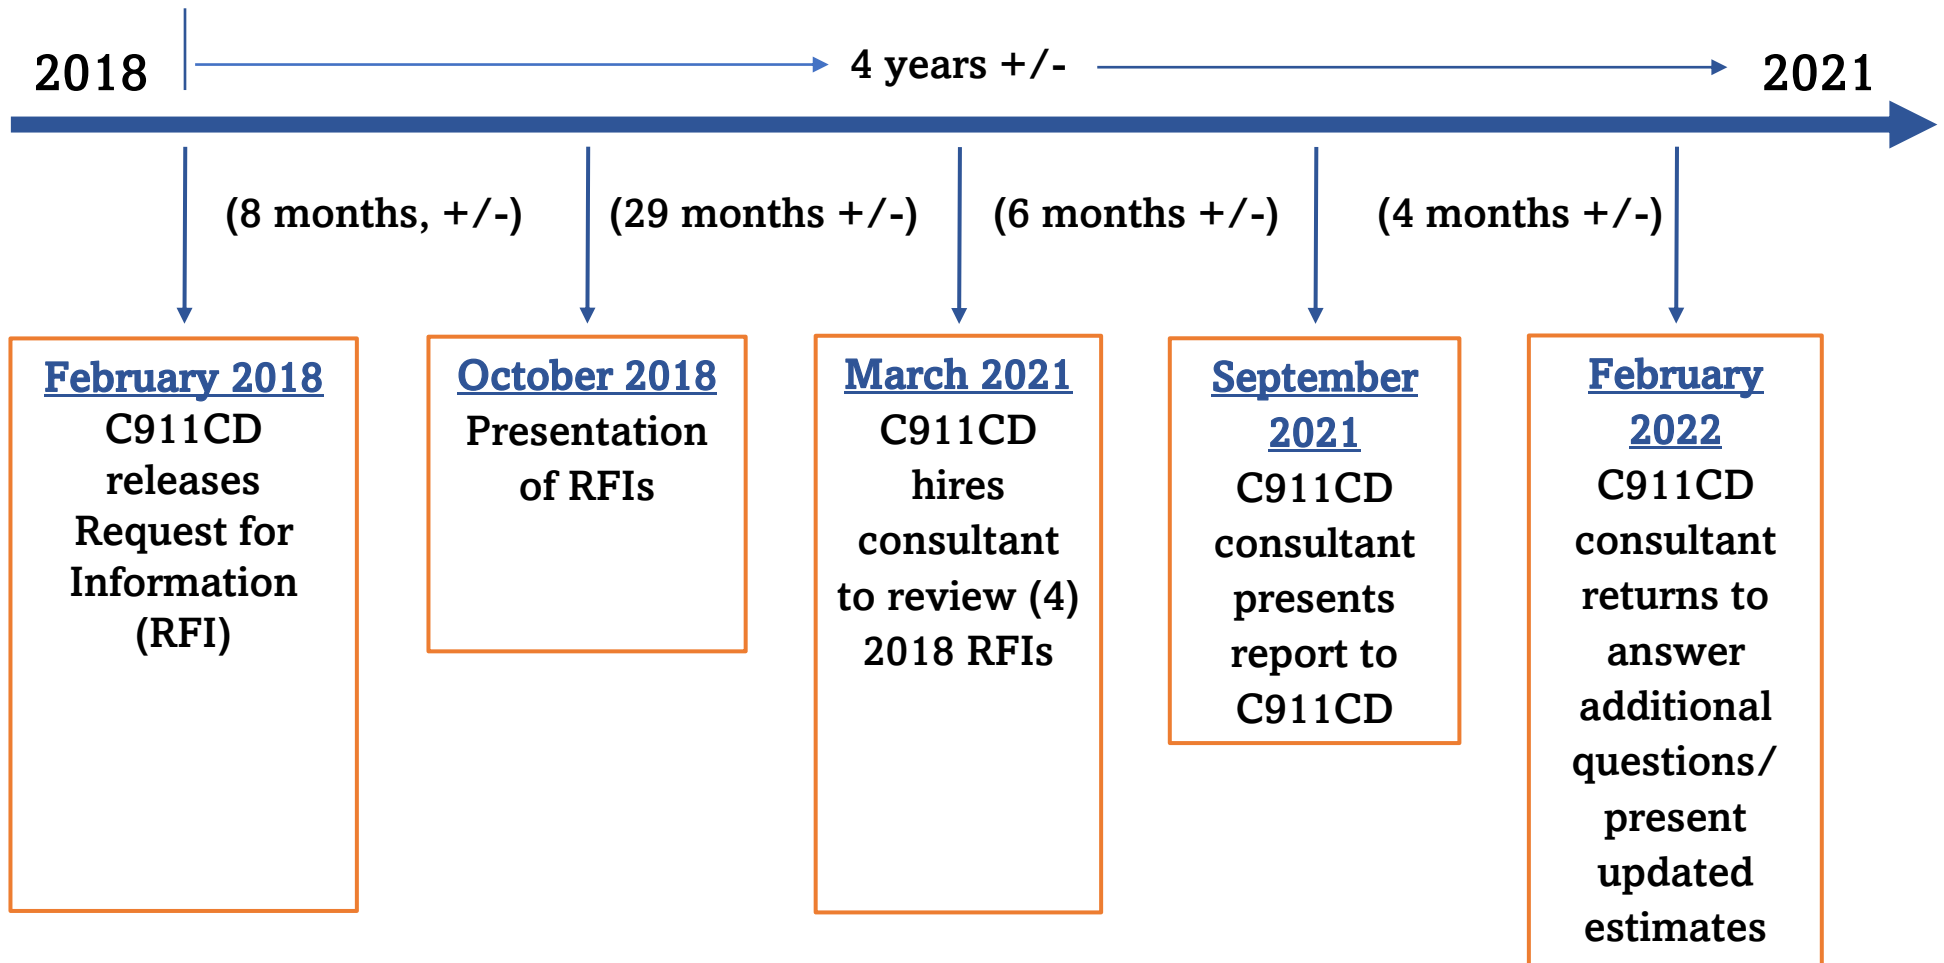 2018
4 years +/-
2021
(8 months, +/-)
(29 months +/-)
(6 months +/-)
(4 months +/-)
February 2018
C911CD
releases
Request for
Information
(RFI)
October 2018
Presentation
of RFIs
March 2021
C911CD
hires
consultant
to review (4)
2018 RFIs
September
2021
C911CD
consultant
presents
report to
C911CD
February
2022
C911CD
consultant
returns to
answer
additional
questions/
present
updated
estimates